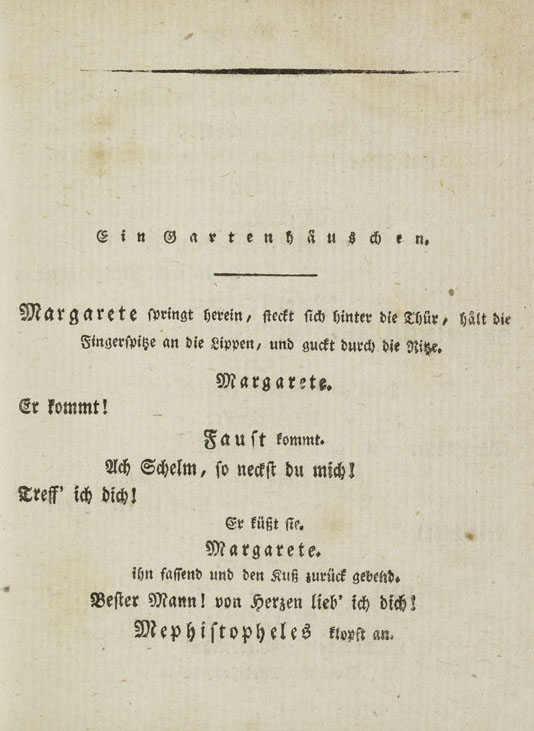 Ein Gartenhäuschen.
Margarete springt herein, steckt sich hinter die Thür, hält die
Fingerspitze an die Lippen, und guckt durch die Ritze.
Margarete.
Er kommt!
Faust kommt.
Ach Schelm, so neckst du mich!
Treff' ich dich!
Er küßt sie.
Margarete.
ihn fassend und den Kuß zurück gebend.
Bester Mann! von Herzen lieb' ich dich!
Mephistopheles klopft an.